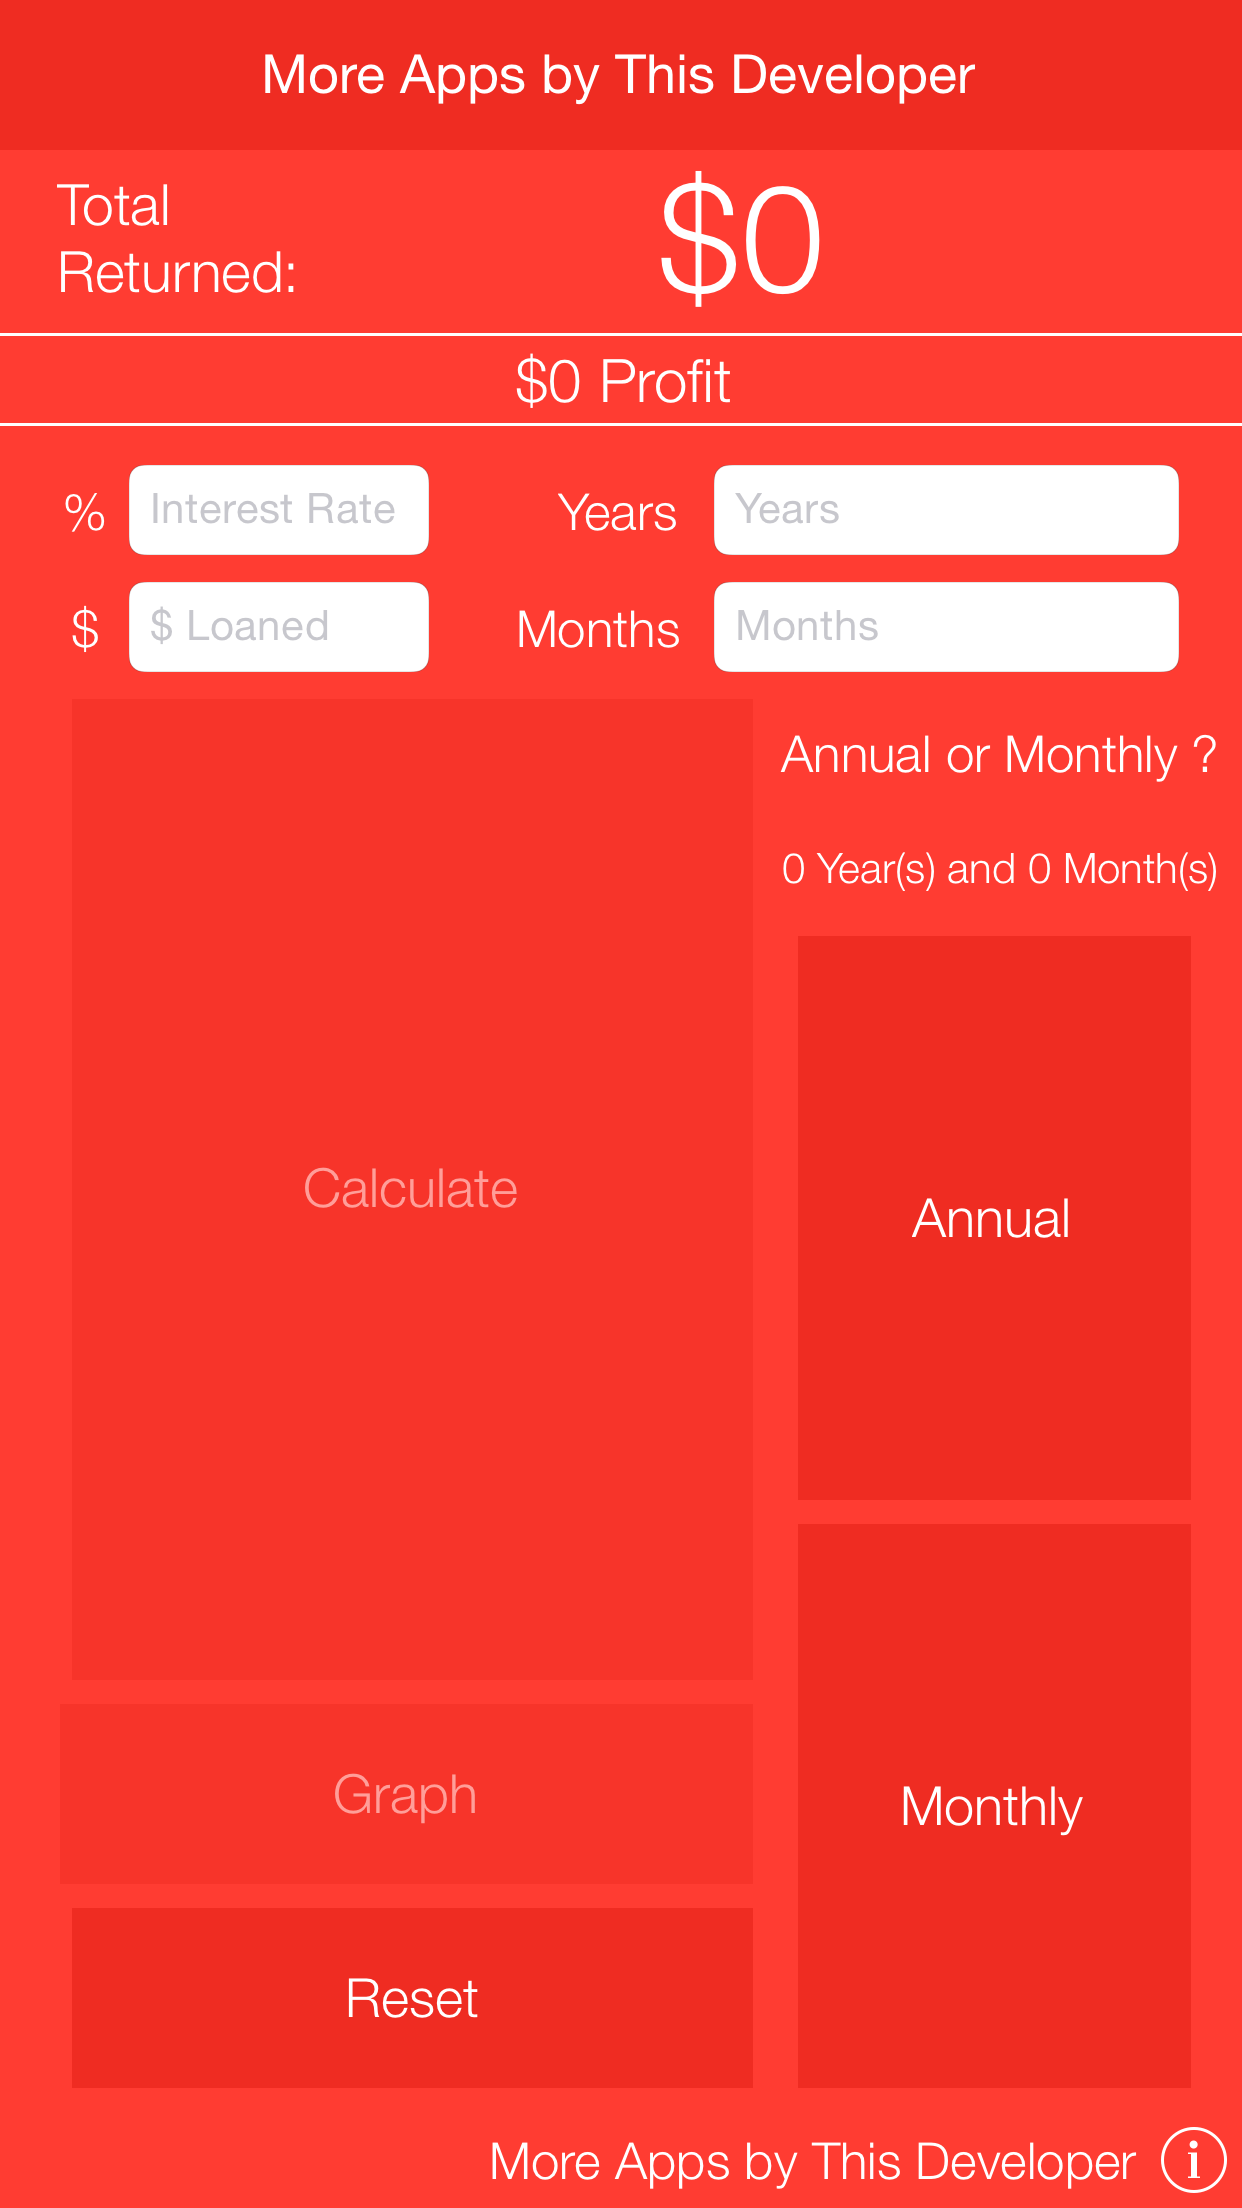 More Apps by This Developer
Total
Returned:
$0
$0 Profit
% Interest Rate Years Years
$ $ Loaned Months Months
Annual or Monthly ?
0 Year(s) and 0 Month(s)
Calculate
Annual
Graph
Monthly
Reset
More Apps by This Developer i